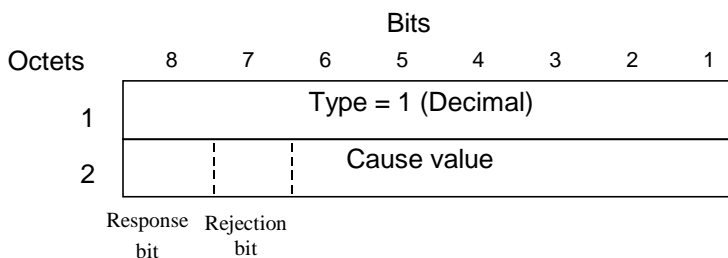 Bits
Octets 8 7 6 5 4 3 2 1
1 Type = 1 (Decimal)
2 Cause value
Response Rejection
bit bit